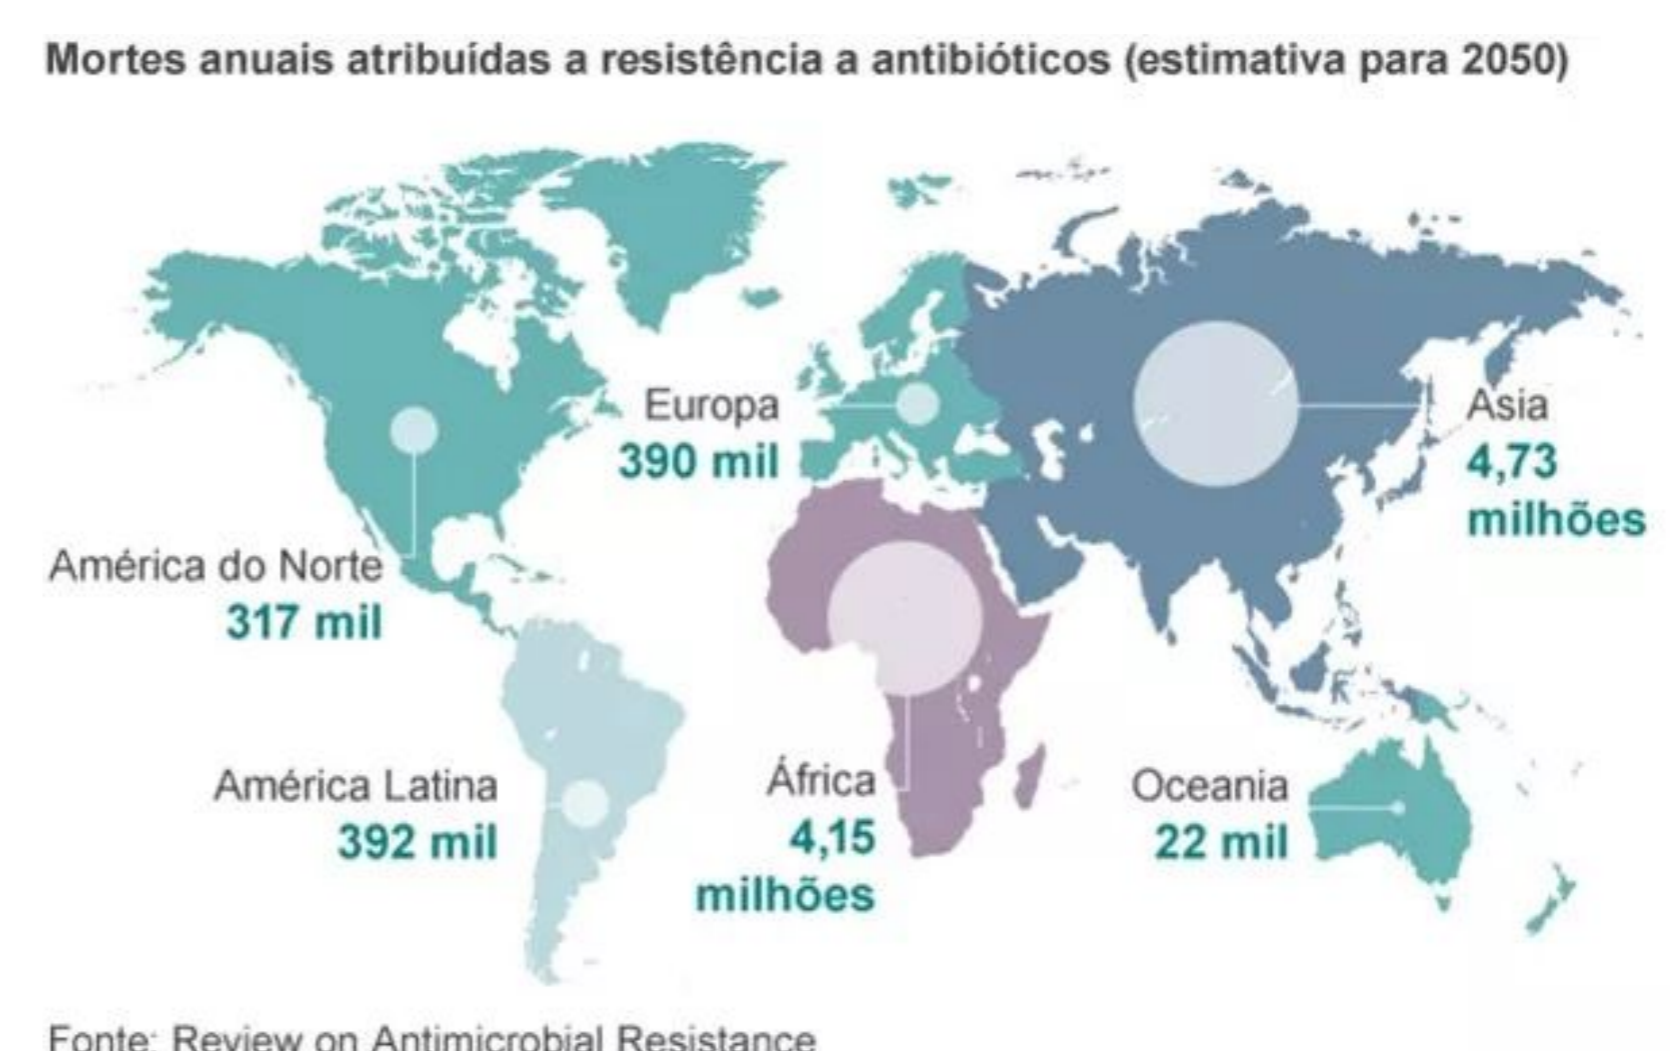 Mortes anuais atribuídas a resistência a antibióticos (estimativa para 2050)
Europa
390 mil
Asia
4,73
milhões
América do Norte
317 mil
América Latina
392 mil
África
4,15
milhões
Oceania
22 mil
Fonte: Review on Antimicrobial Resistance